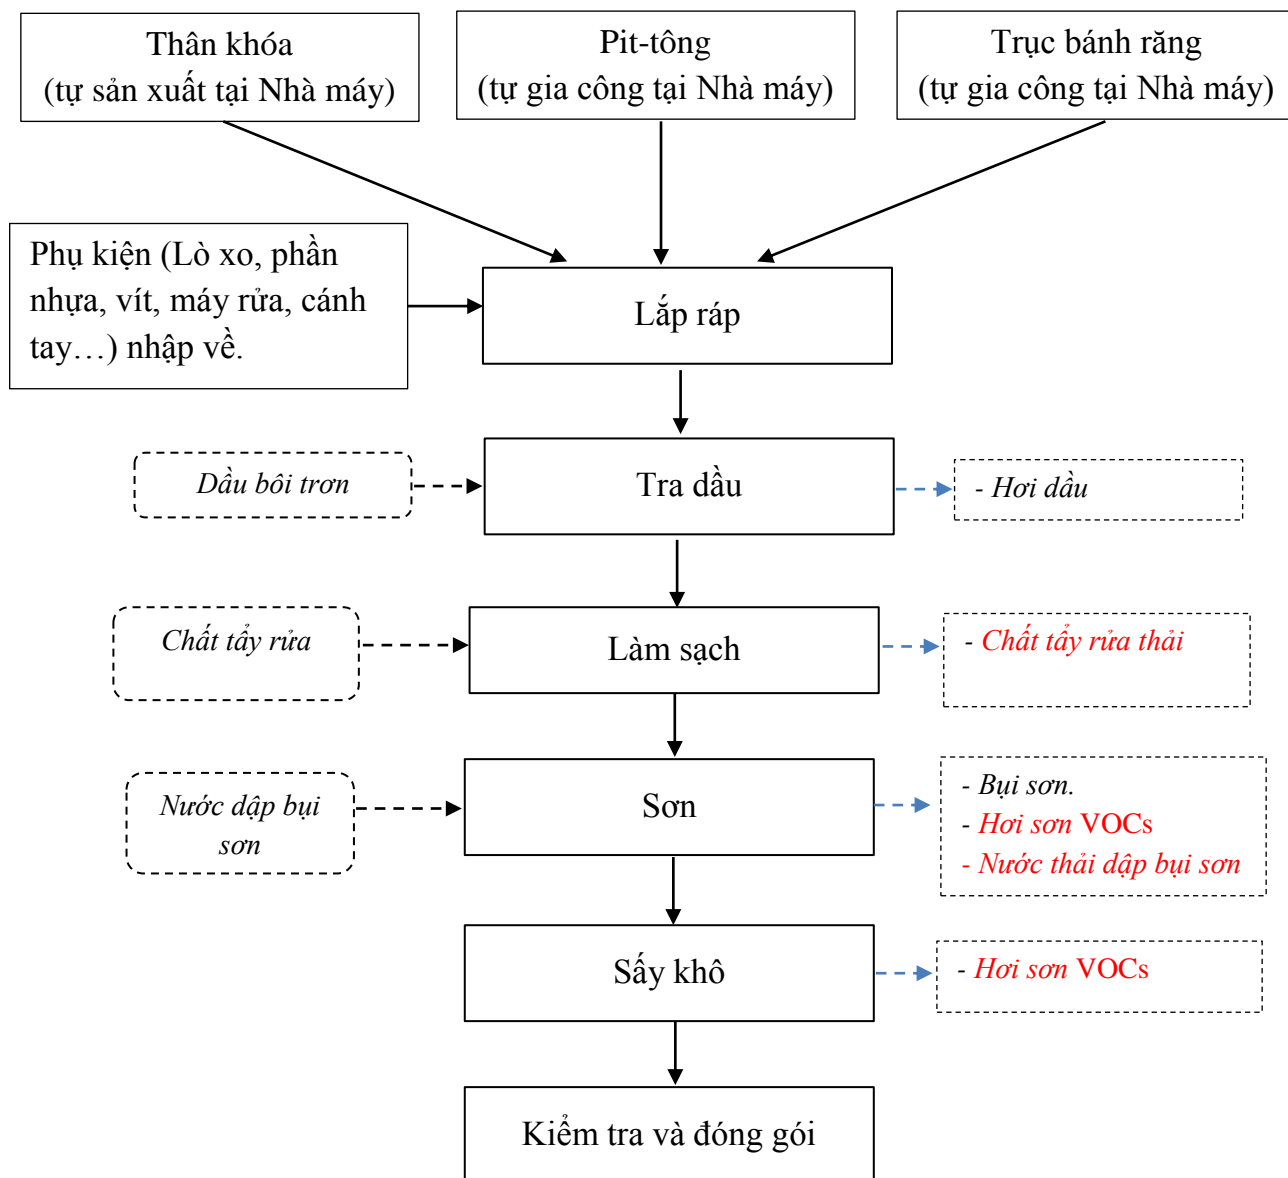 Thân khóa
(tự sản xuất tại Nhà máy)
Pit-tông
(tự gia công tại Nhà máy)
Trục bánh răng
(tự gia công tại Nhà máy)
Phụ kiện (Lò xo, phần
nhựa, vít, máy rửa, cánh
tay…) nhập về.
Lắp ráp
Dầu bôi trơn
Tra dầu
- Hơi dầu
Chất tẩy rửa
Làm sạch
- Chất tẩy rửa thải
Nước dập bụi
sơn
Sơn
- Bụi sơn.
- Hơi sơn VOCs
- Nước thải dập bụi sơn
Sấy khô
- Hơi sơn VOCs
Kiểm tra và đóng gói